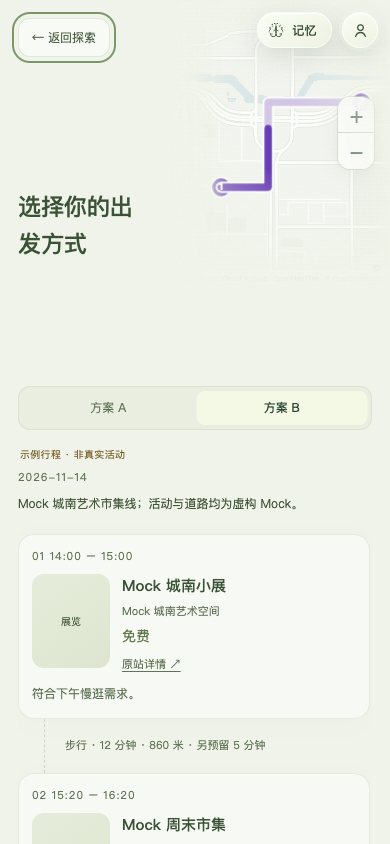 ← 返回探索
记忆
+
−
选择你的出
发方式
方案 A
方案 B
示例行程 · 非真实活动
2026-11-14
Mock 城南艺术市集线；活动与道路均为虚构 Mock。
01 14:00 — 15:00
展览
Mock 城南小展
Mock 城南艺术空间
免费
原站详情 ↗
符合下午慢逛需求。
步行 · 12 分钟 · 860 米 · 另预留 5 分钟
02 15:20 — 16:20
Mock 周末市集